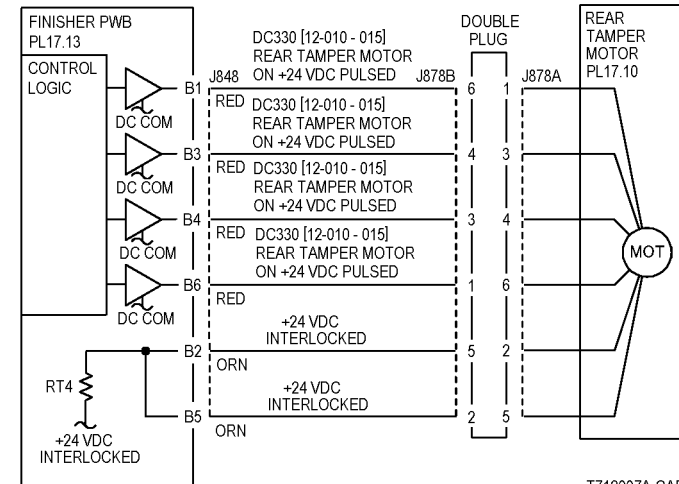 FINISHER PWB
PL17.13
CONTROL
LOGIC
DC COM
DC COM
DC COM
DC COM
RT4
+24 VDC
INTERLOCKED
B1
B3
B4
B6
B2
B5
J848
RED
RED
RED
RED
ORN
ORN
DC330 [12-010 - 015]
REAR TAMPER MOTOR
ON +24 VDC PULSED
DC330 [12-010 - 015]
REAR TAMPER MOTOR
ON +24 VDC PULSED
DC330 [12-010 - 015]
REAR TAMPER MOTOR
ON +24 VDC PULSED
DC330 [12-010 - 015]
REAR TAMPER MOTOR
ON +24 VDC PULSED
+24 VDC
INTERLOCKED
+24 VDC
INTERLOCKED
J878B
DOUBLE
PLUG
6 1
4 3
3 4
1 6
5 2
2 5
J878A
REAR
TAMPER
MOTOR
PL17.10
MOT